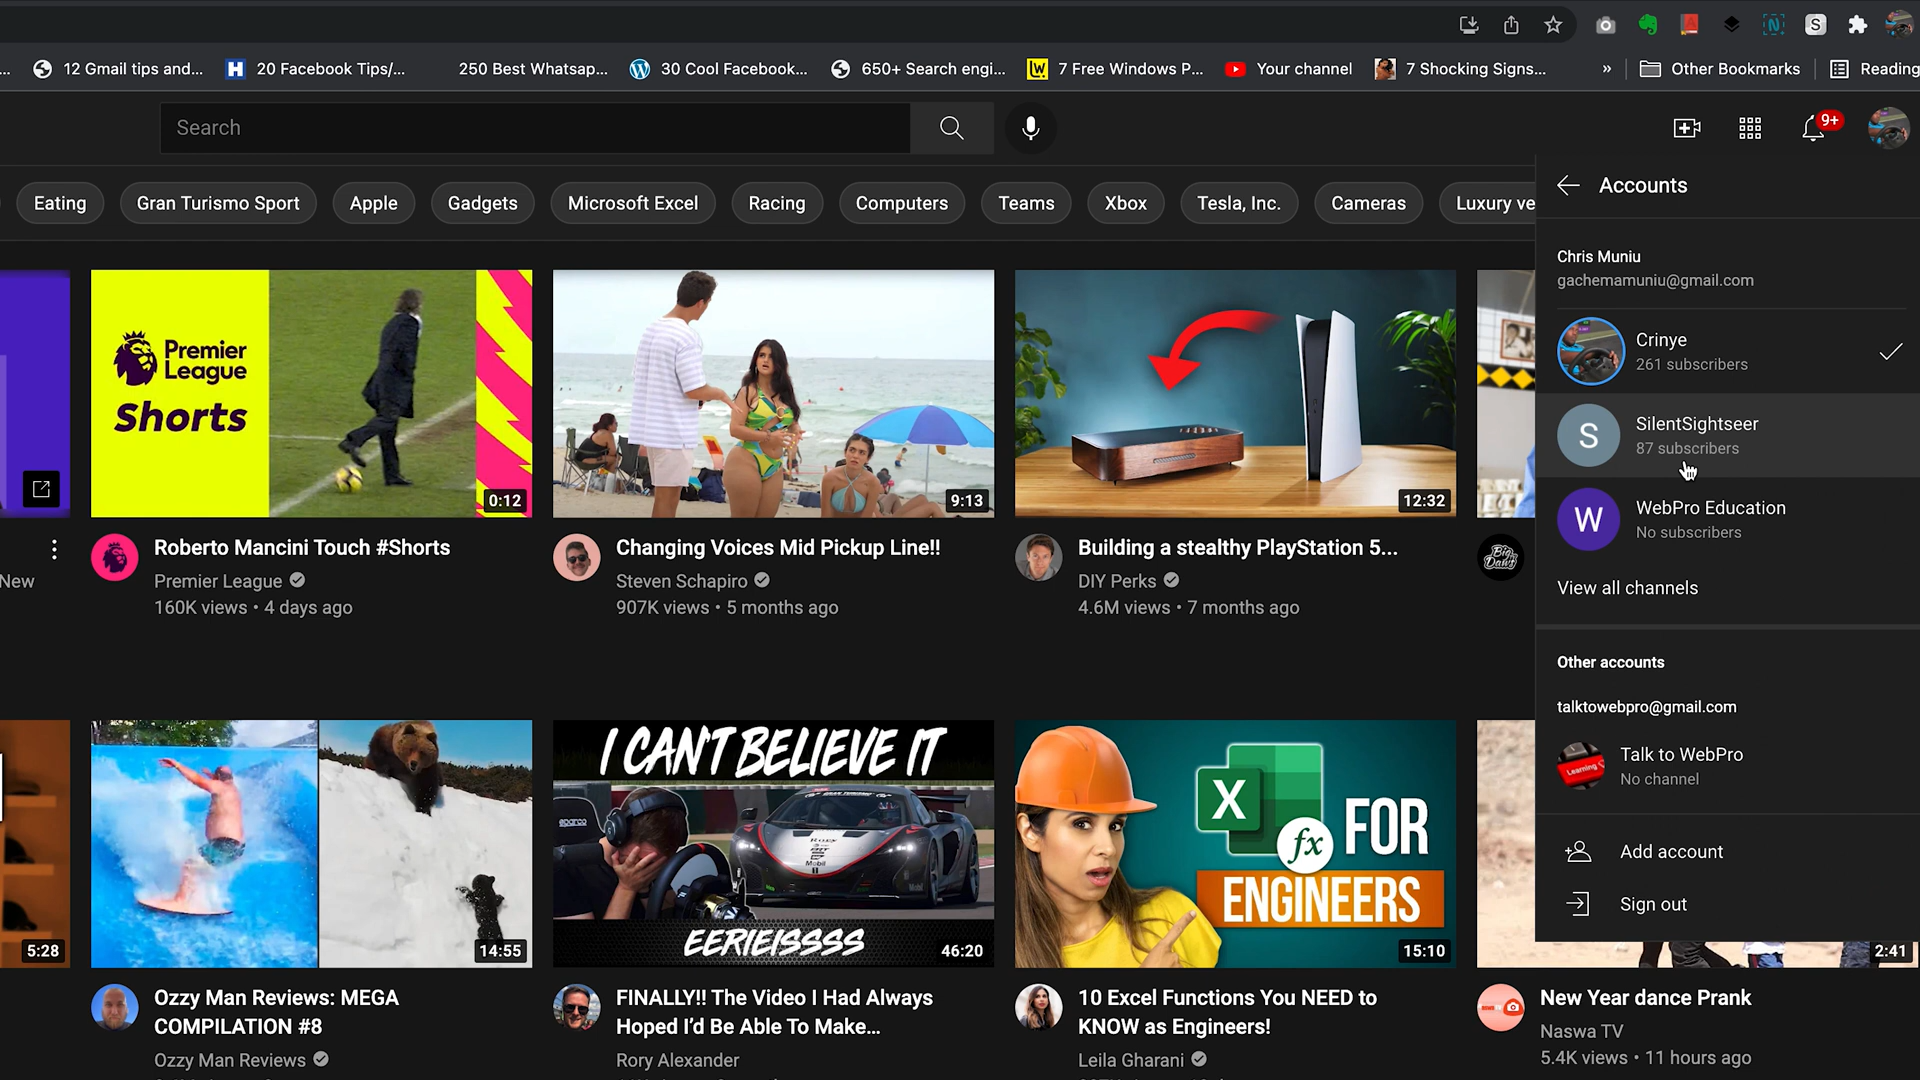 ... 12 Gmail tips and... 20 Facebook Tips/... 250 Best Whatsap... 30 Cool Facebook... 650+ Search engi... 7 Free Windows P... Your channel 7 Shocking Signs... » Other Bookmarks Reading
Search
9+
Eating Gran Turismo Sport Apple Gadgets Microsoft Excel Racing Computers Teams Xbox Tesla, Inc. Cameras Luxury ve
Accounts
Chris Muniu
gachemamuniu@gmail.com
Crinye
261 subscribers
S
SilentSightseer
87 subscribers
W
WebPro Education
No subscribers
View all channels
Other accounts
talktowebpro@gmail.com
Learning
Talk to WebPro
No channel
Add account
Sign out
Premier
League
Shorts
0:12
9:13
12:32
New
Roberto Mancini Touch #Shorts
Premier League
160K views • 4 days ago
Changing Voices Mid Pickup Line!!
Steven Schapiro
907K views • 5 months ago
Building a stealthy PlayStation 5...
DIY Perks
4.6M views • 7 months ago
5:28
14:55
I CAN'T BELIEVE IT
sparco
Mobil
EERIEISSSS
46:20
X
fx
FOR
ENGINEERS
15:10
2:41
Ozzy Man Reviews: MEGA
COMPILATION #8
Ozzy Man Reviews
FINALLY!! The Video I Had Always
Hoped I'd Be Able To Make...
Rory Alexander
10 Excel Functions You NEED to
KNOW as Engineers!
Leila Gharani
New Year dance Prank
Naswa TV
5.4K views • 11 hours ago